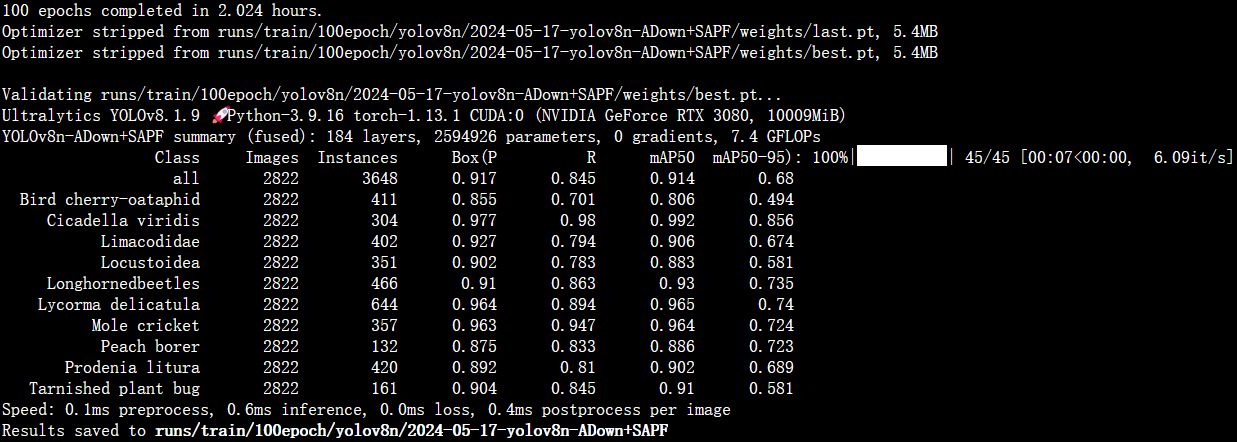 100 epochs completed in 2.024 hours.
Optimizer stripped from runs/train/100epoch/yolov8n/2024-05-17-yolov8n-ADown+SAPF/weights/last.pt, 5.4MB
Optimizer stripped from runs/train/100epoch/yolov8n/2024-05-17-yolov8n-ADown+SAPF/weights/best.pt, 5.4MB
Validating runs/train/100epoch/yolov8n/2024-05-17-yolov8n-ADown+SAPF/weights/best.pt...
Ultralytics YOLOv8.1.9 🚀Python-3.9.16 torch-1.13.1 CUDA:0 (NVIDIA GeForce RTX 3080, 10009MiB)
YOLOv8n-ADown+SAPF summary (fused): 184 layers, 2594926 parameters, 0 gradients, 7.4 GFLOPs
Class Images Instances Box(P R mAP50 mAP50-95): 100%|██████████| 45/45 [00:07<00:00, 6.09it/s]
all 2822 3648 0.917 0.845 0.914 0.68
Bird cherry-oataphid 2822 411 0.855 0.701 0.806 0.494
Cicadella viridis 2822 304 0.977 0.98 0.992 0.856
Limacodidae 2822 402 0.927 0.794 0.906 0.674
Locustoidea 2822 351 0.902 0.783 0.883 0.581
Longhornedbeetles 2822 466 0.91 0.863 0.93 0.735
Lycorma delicatula 2822 644 0.964 0.894 0.965 0.74
Mole cricket 2822 357 0.963 0.947 0.964 0.724
Peach borer 2822 132 0.875 0.833 0.886 0.723
Prodenia litura 2822 420 0.892 0.81 0.902 0.689
Tarnished plant bug 2822 161 0.904 0.845 0.91 0.581
Speed: 0.1ms preprocess, 0.6ms inference, 0.0ms loss, 0.4ms postprocess per image
Results saved to runs/train/100epoch/yolov8n/2024-05-17-yolov8n-ADown+SAPF